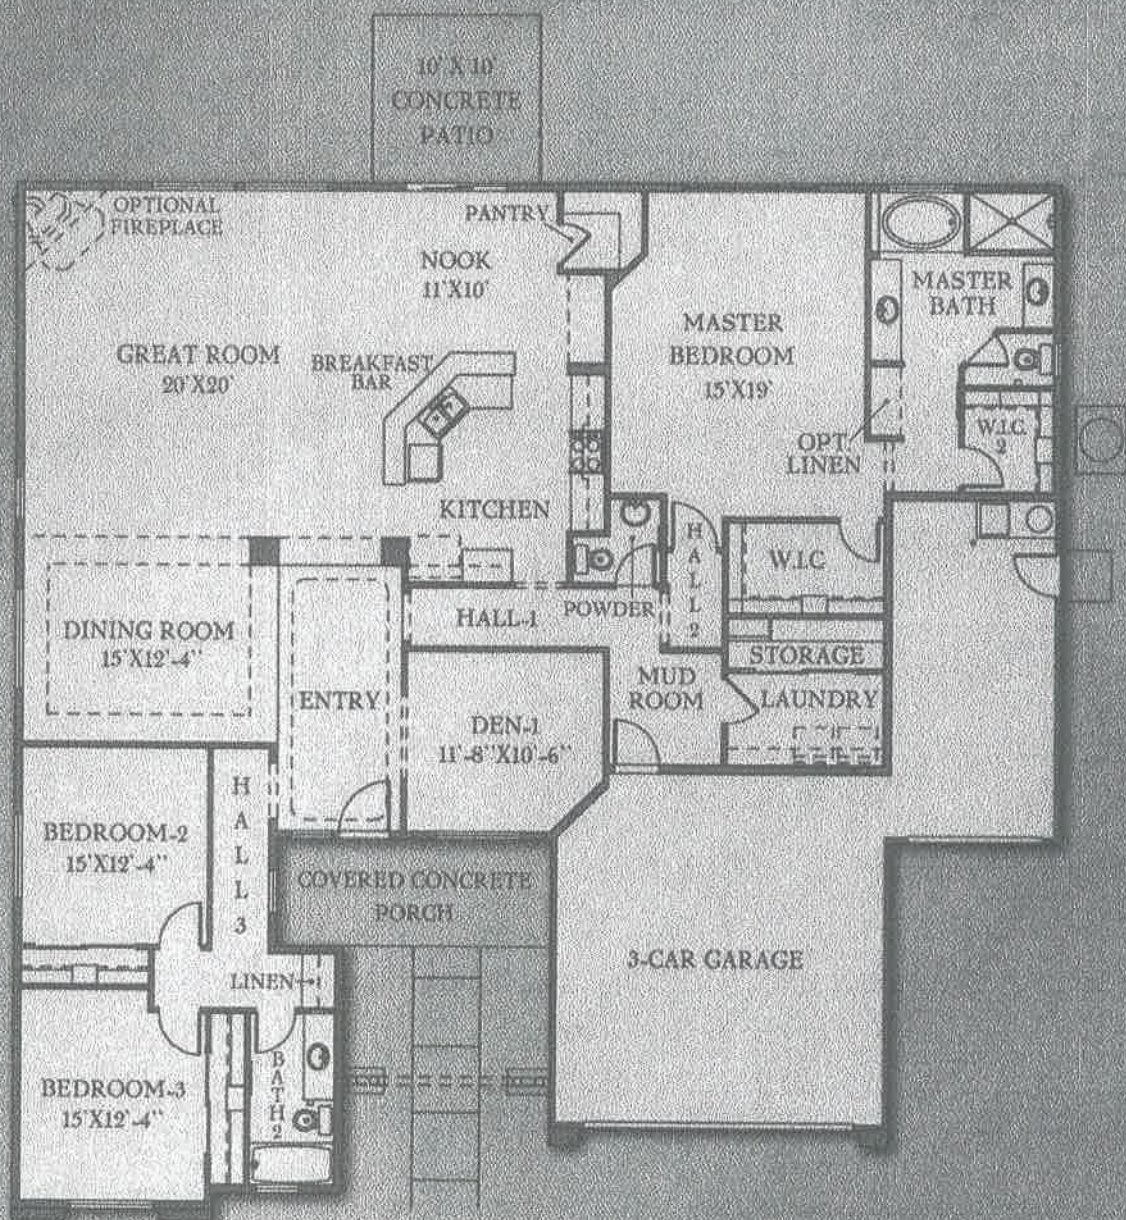 10' X 10'
CONCRETE
PATIO
OPTIONAL
FIREPLACE
PANTRY
NOOK
11'X10'
MASTER
BATH
MASTER
BEDROOM
15'X19'
GREAT ROOM
20'X20'
BREAKFAST
BAR
OPT.
LINEN
W.I.C.
2
KITCHEN
HALL 2
W.I.C
POWDER
HALL-1
DINING ROOM
15'X12'-4"
STORAGE
ENTRY
MUD
ROOM
LAUNDRY
DEN-1
11'-8"X10'-6"
HALL 3
BEDROOM-2
15'X12'-4"
COVERED CONCRETE
PORCH
3-CAR GARAGE
LINEN
BATH 2
BEDROOM-3
15'X12'-4"